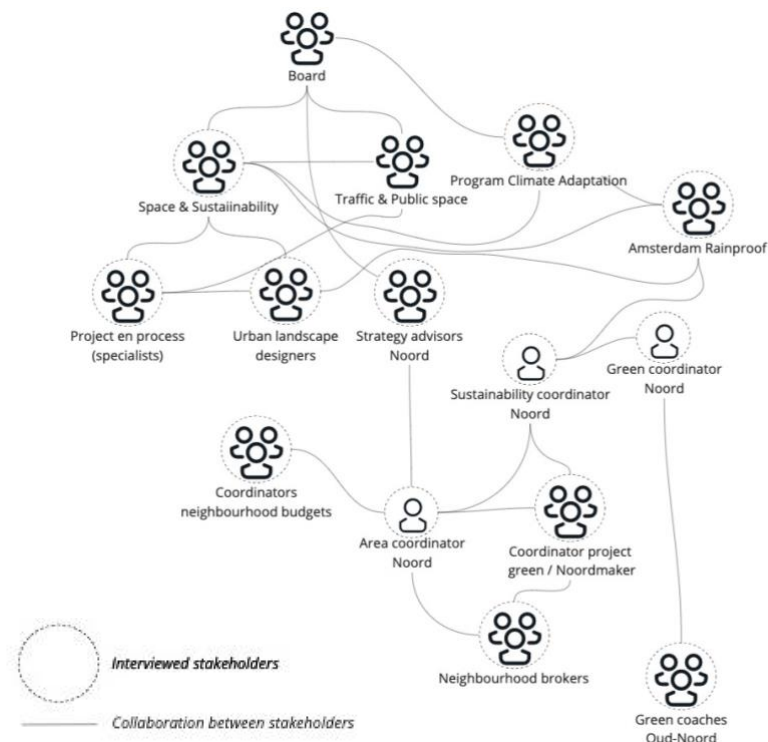 Board
Program Climate Adaptation
Traffic & Public space
Space & Sustaiinability
Amsterdam Rainproof
Project en process
(specialists)
Urban landscape
designers
Strategy advisors
Noord
Green coordinator
Noord
Sustainability coordinator
Noord
Coordinators
neighbourhood budgets
Area coordinator
Noord
Coordinator project
green / Noordmaker
Neighbourhood brokers
Green coaches
Oud-Noord
Interviewed stakeholders
Collaboration between stakeholders